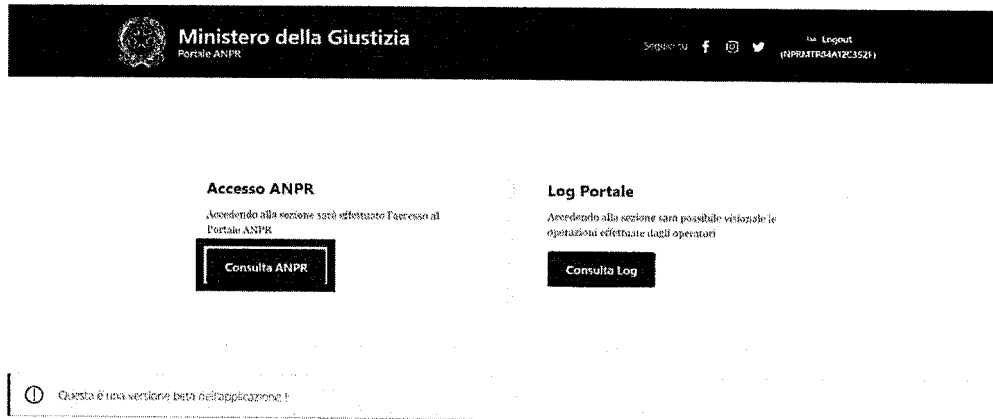 Ministero della Giustizia
Portale ANPR
Seguici su
Logout
Accesso ANPR
Accedendo alla sezione sarà effettuato l'accesso al
Portale ANPR
Consulta ANPR
Log Portale
Accedendo alla sezione sarà possibile visionale le
operazioni effettuate dagli operatori
Consulta Log
Questa è una versione beta dell'applicazione !